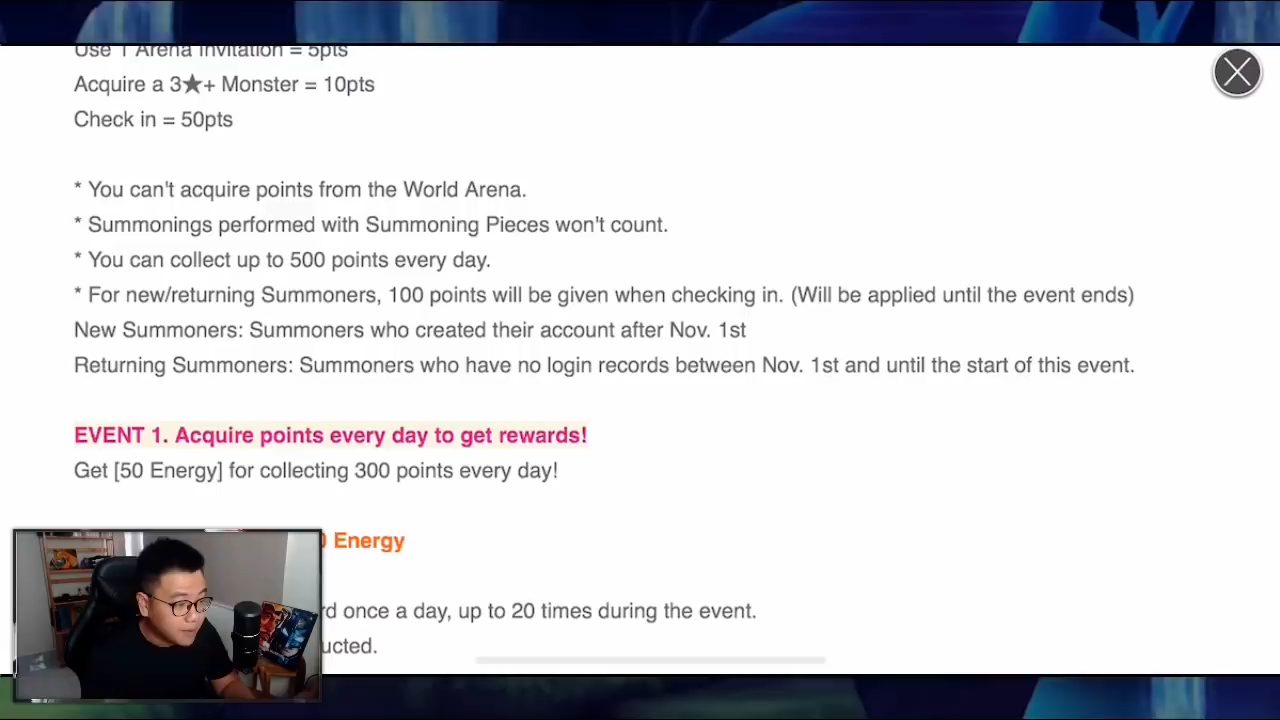 Use 1 Arena Invitation = 5pts
Acquire a 3★+ Monster = 10pts
Check in = 50pts
* You can't acquire points from the World Arena.
* Summonings performed with Summoning Pieces won't count.
* You can collect up to 500 points every day.
* For new/returning Summoners, 100 points will be given when checking in. (Will be applied until the event ends)
New Summoners: Summoners who created their account after Nov. 1st
Returning Summoners: Summoners who have no login records between Nov. 1st and until the start of this event.
EVENT 1. Acquire points every day to get rewards!
Get [50 Energy] for collecting 300 points every day!
Energy
once a day, up to 20 times during the event.